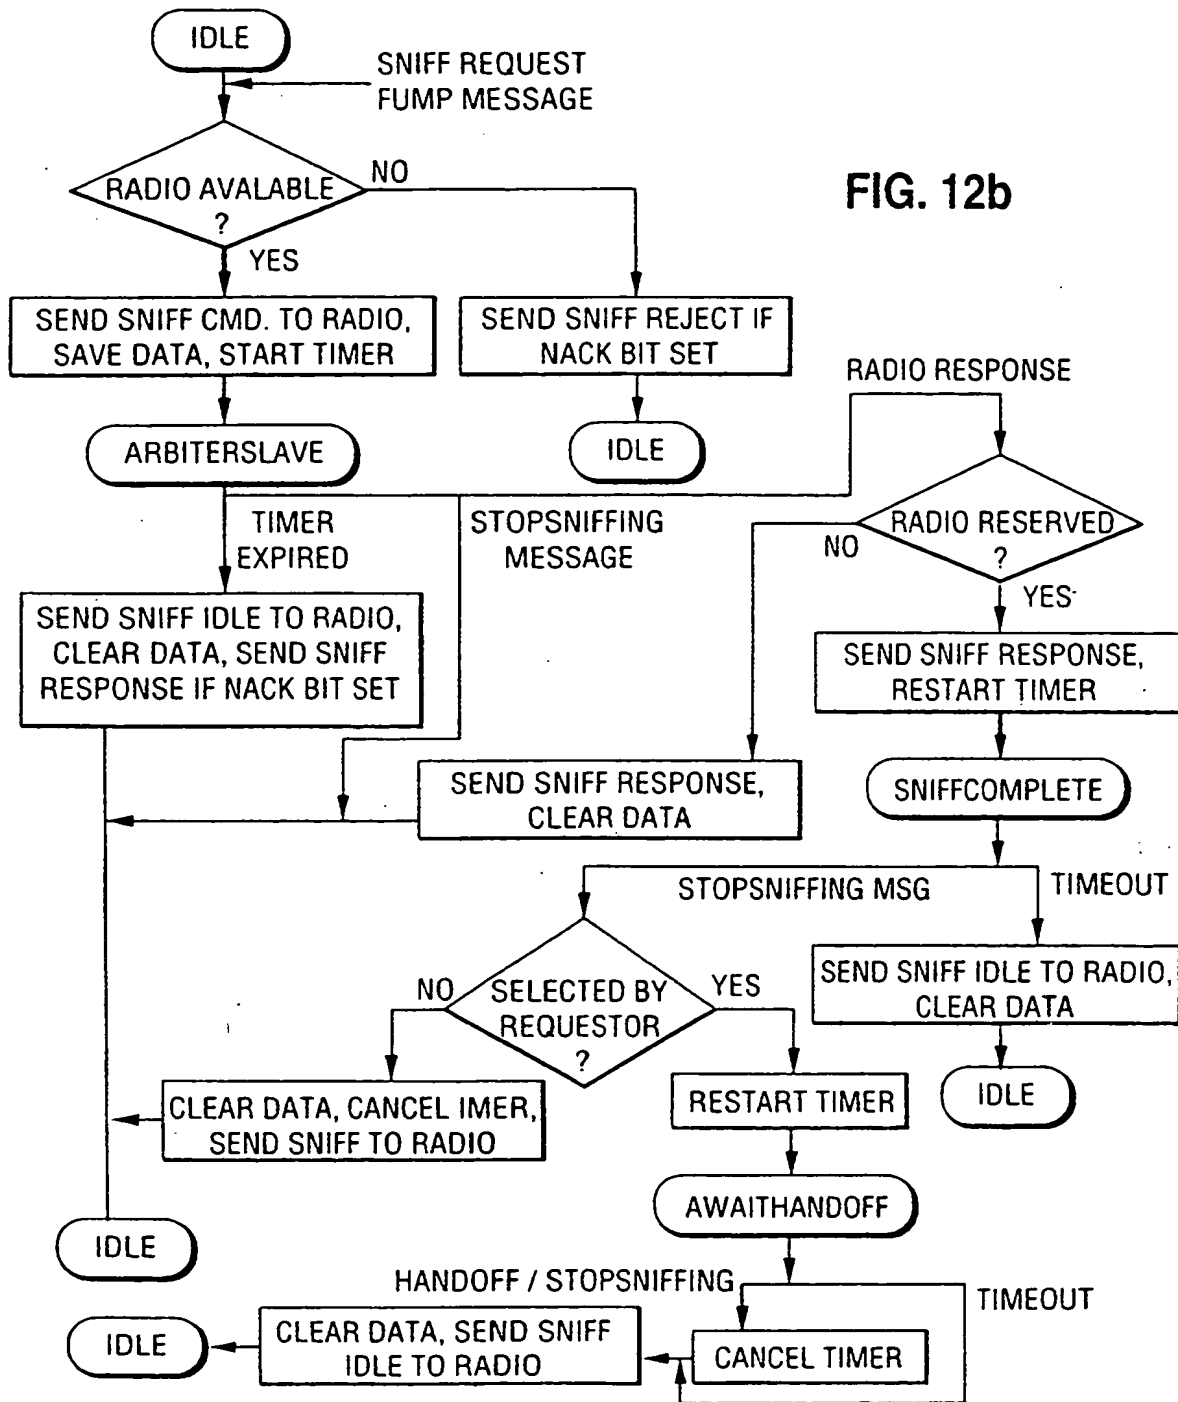 IDLE
SNIFF REQUEST
FUMP MESSAGE
RADIO AVALABLE
?
NO
YES
FIG. 12b
SEND SNIFF CMD. TO RADIO,
SAVE DATA, START TIMER
SEND SNIFF REJECT IF
NACK BIT SET
RADIO RESPONSE
ARBITERSLAVE
IDLE
TIMER
EXPIRED
STOPSNIFFING
MESSAGE
RADIO RESERVED
?
NO
YES
SEND SNIFF IDLE TO RADIO,
CLEAR DATA, SEND SNIFF
RESPONSE IF NACK BIT SET
SEND SNIFF RESPONSE,
RESTART TIMER
SEND SNIFF RESPONSE,
CLEAR DATA
SNIFFCOMPLETE
STOPSNIFFING MSG
TIMEOUT
NO
SELECTED BY
REQUESTOR
?
YES
SEND SNIFF IDLE TO RADIO,
CLEAR DATA
CLEAR DATA, CANCEL IMER,
SEND SNIFF TO RADIO
RESTART TIMER
IDLE
AWAITHANDOFF
IDLE
HANDOFF / STOPSNIFFING
TIMEOUT
IDLE
CLEAR DATA, SEND SNIFF
IDLE TO RADIO
CANCEL TIMER